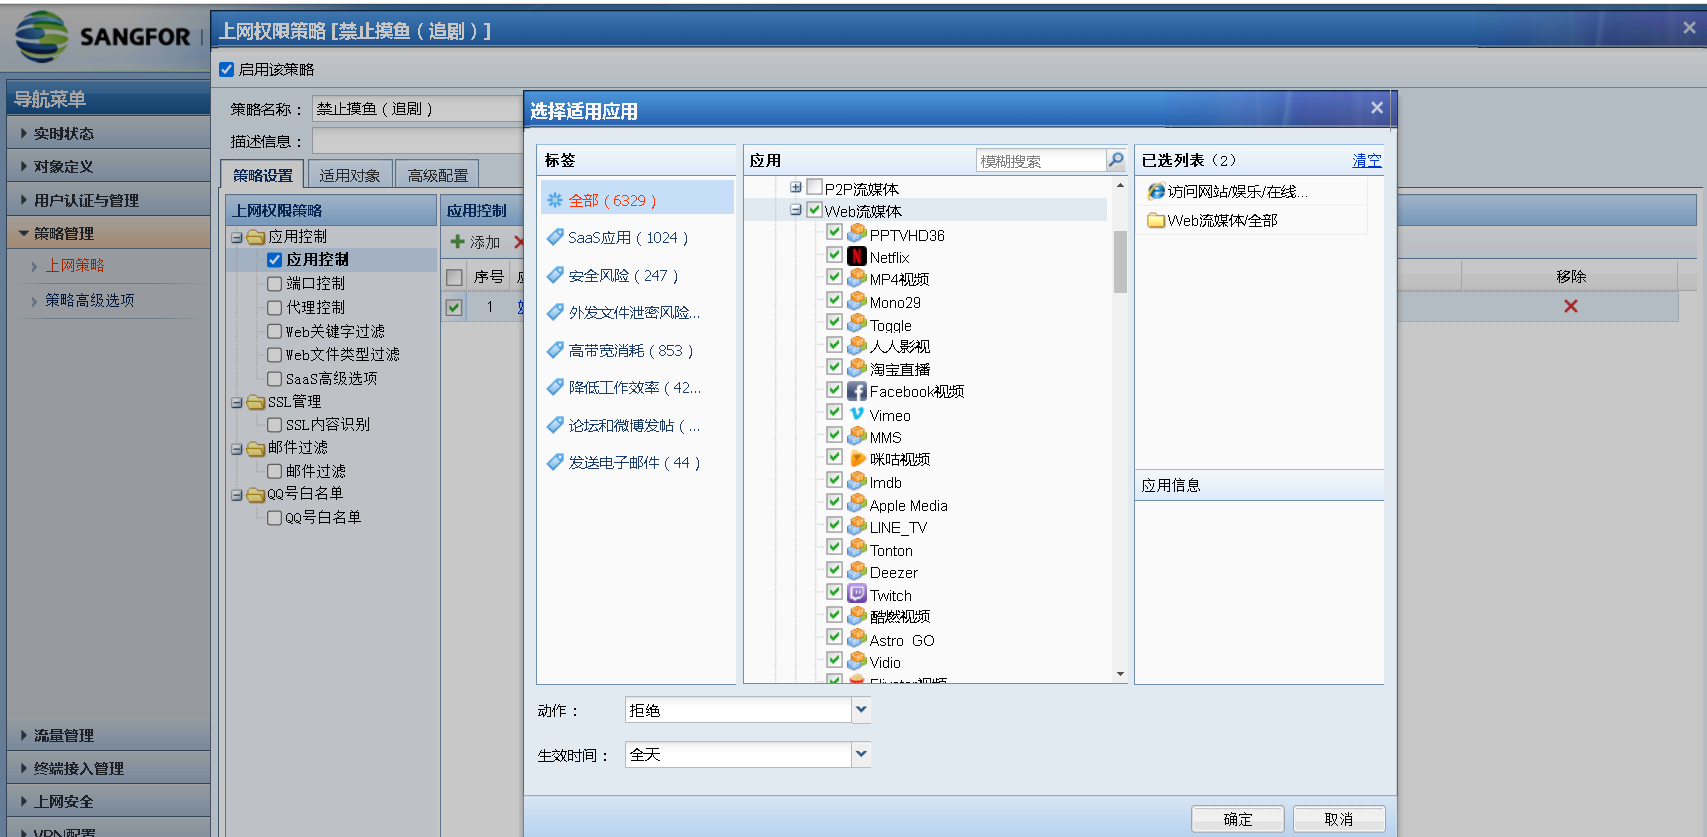 SANGFOR
上网权限策略 [禁止摸鱼（追剧）]
启用该策略
导航菜单
实时状态
对象定义
用户认证与管理
策略管理
上网策略
策略高级选项
流量管理
终端接入管理
上网安全
VPN配置
策略名称：
禁止摸鱼（追剧）
描述信息：
策略设置
适用对象
高级配置
上网权限策略
应用控制
应用控制
端口控制
代理控制
Web关键字过滤
Web文件类型过滤
SaaS高级选项
SSL管理
SSL内容识别
邮件过滤
邮件过滤
QQ号白名单
QQ号白名单
应用控制
添加
序号
1
移除
选择适用应用
标签
全部（6329）
SaaS应用（1024）
安全风险（247）
外发文件泄密风险...
高带宽消耗（853）
降低工作效率（42...
论坛和微博发帖（...
发送电子邮件（44）
应用
模糊搜索
P2P流媒体
Web流媒体
PPTVHD36
Netflix
MP4视频
Mono29
Toggle
人人影视
淘宝直播
Facebook视频
Vimeo
MMS
咪咕视频
Imdb
Apple Media
LINE_TV
Tonton
Deezer
Twitch
酷燃视频
Astro GO
Vidio
已选列表（2）
清空
访问网站/娱乐/在线...
Web流媒体/全部
应用信息
动作：
拒绝
生效时间：
全天
确定
取消